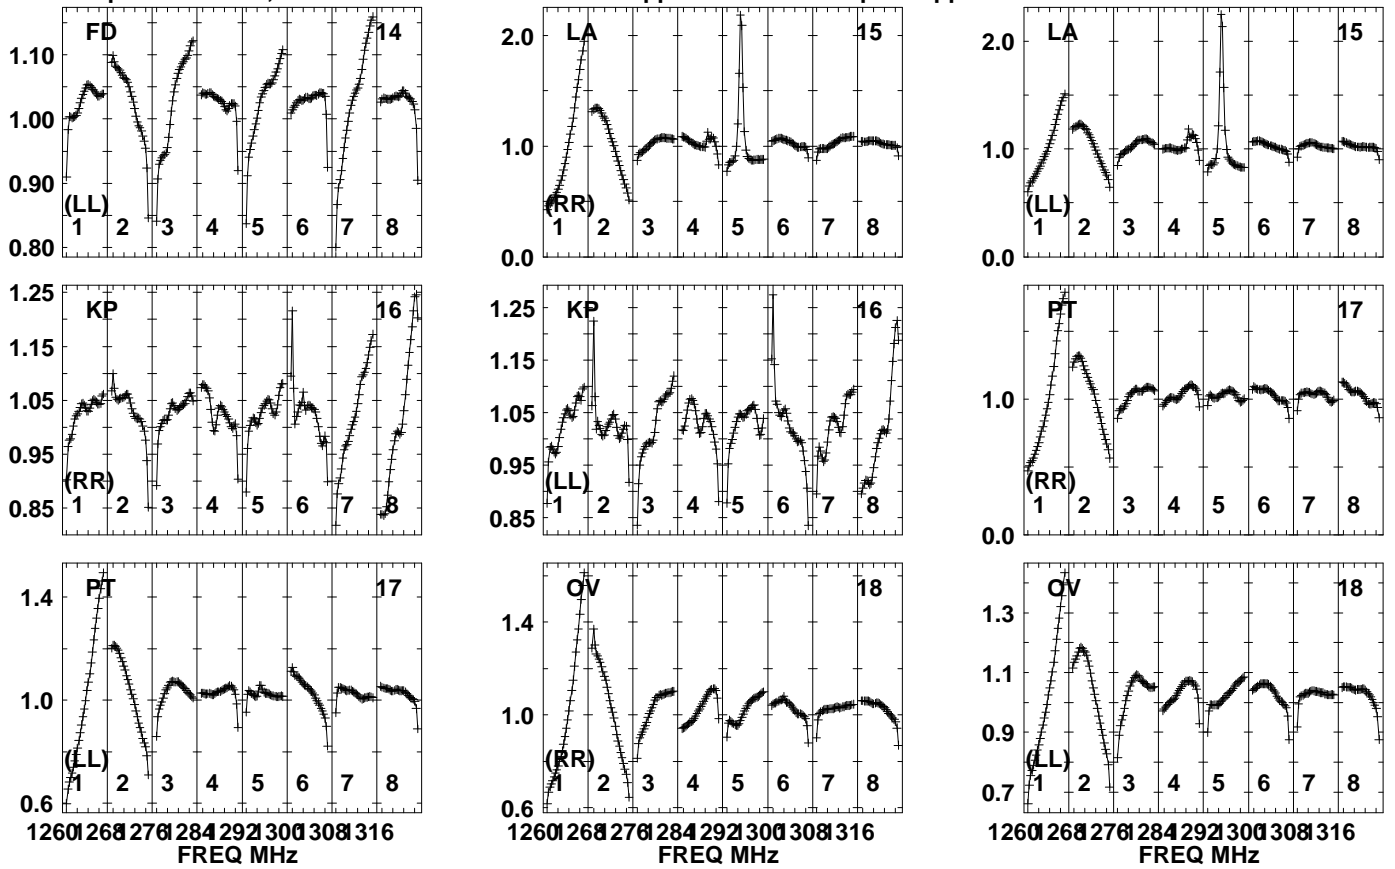 FD 14
1.10
1.00
0.90
0.80
(LL)
1 2 3 4 5 6 7 8
LA 15
2.0
1.0
0.0
(RR)
1 2 3 4 5 6 7 8
LA 15
2.0
1.0
0.0
(LL)
1 2 3 4 5 6 7 8
KP 16
1.25
1.15
1.05
0.95
0.85
(RR)
1 2 3 4 5 6 7 8
KP 16
1.25
1.15
1.05
0.95
0.85
(LL)
1 2 3 4 5 6 7 8
PT 17
1.0
0.0
(RR)
1 2 3 4 5 6 7 8
PT 17
1.4
1.0
0.6
(LL)
1 2 3 4 5 6 7 8
1260 1268 1276 1284 1292 1300 1308 1316
FREQ MHz
OV 18
1.4
1.0
0.6
(RR)
1 2 3 4 5 6 7 8
1260 1268 1276 1284 1292 1300 1308 1316
FREQ MHz
OV 18
1.3
1.1
0.9
0.7
(LL)
1 2 3 4 5 6 7 8
1260 1268 1276 1284 1292 1300 1308 1316
FREQ MHz